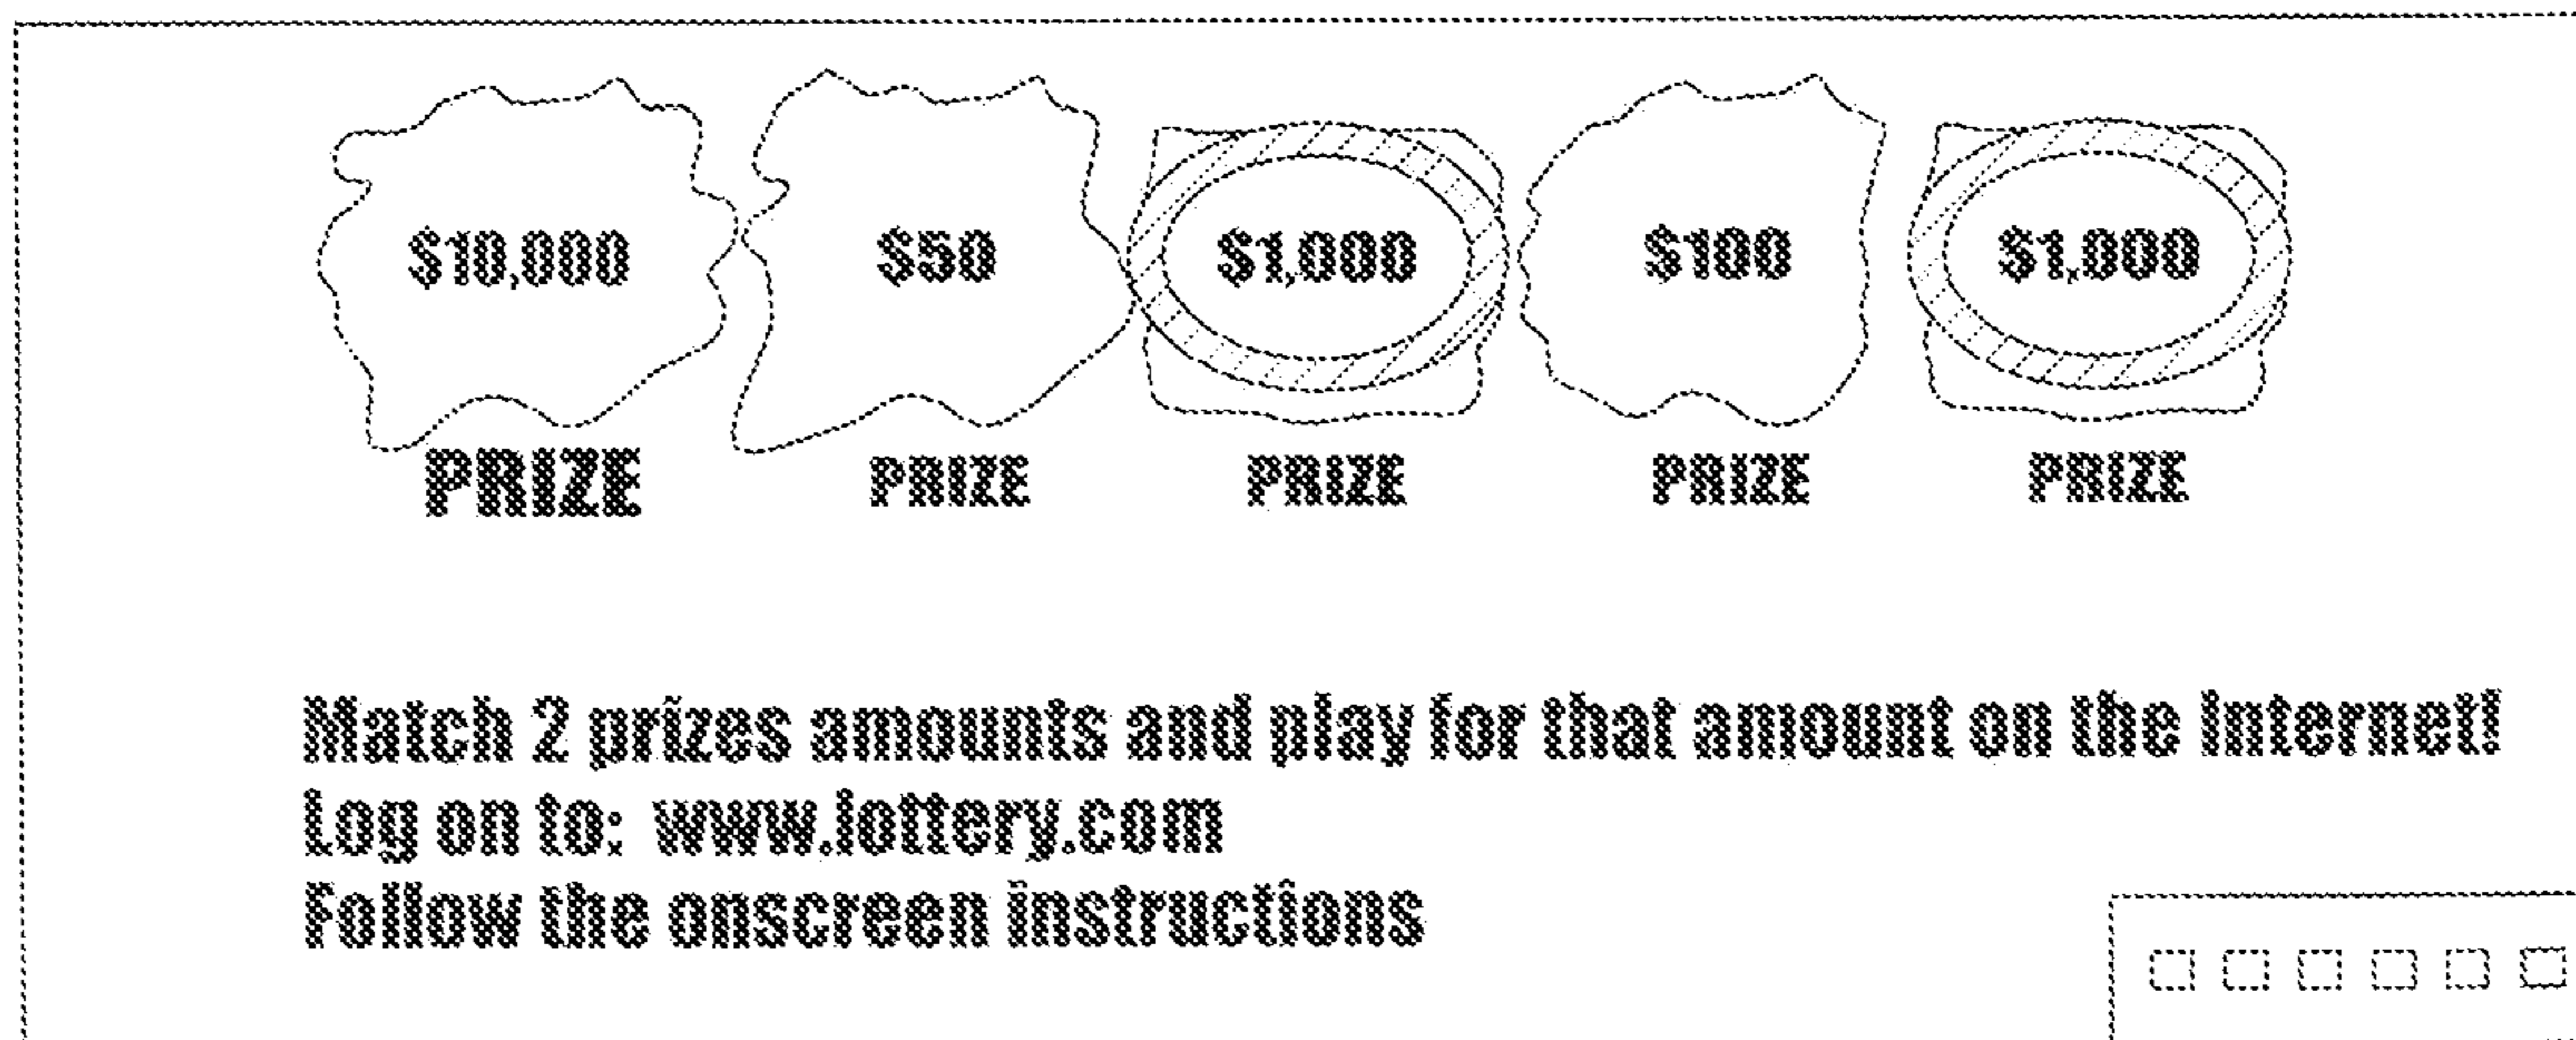 $10,000 $50 $1,000 $100 $1,000
PRIZE PRIZE PRIZE PRIZE PRIZE
Match 2 prizes amounts and play for that amount on the Internet!
Log on to: www.lottery.com
Follow the onscreen instructions